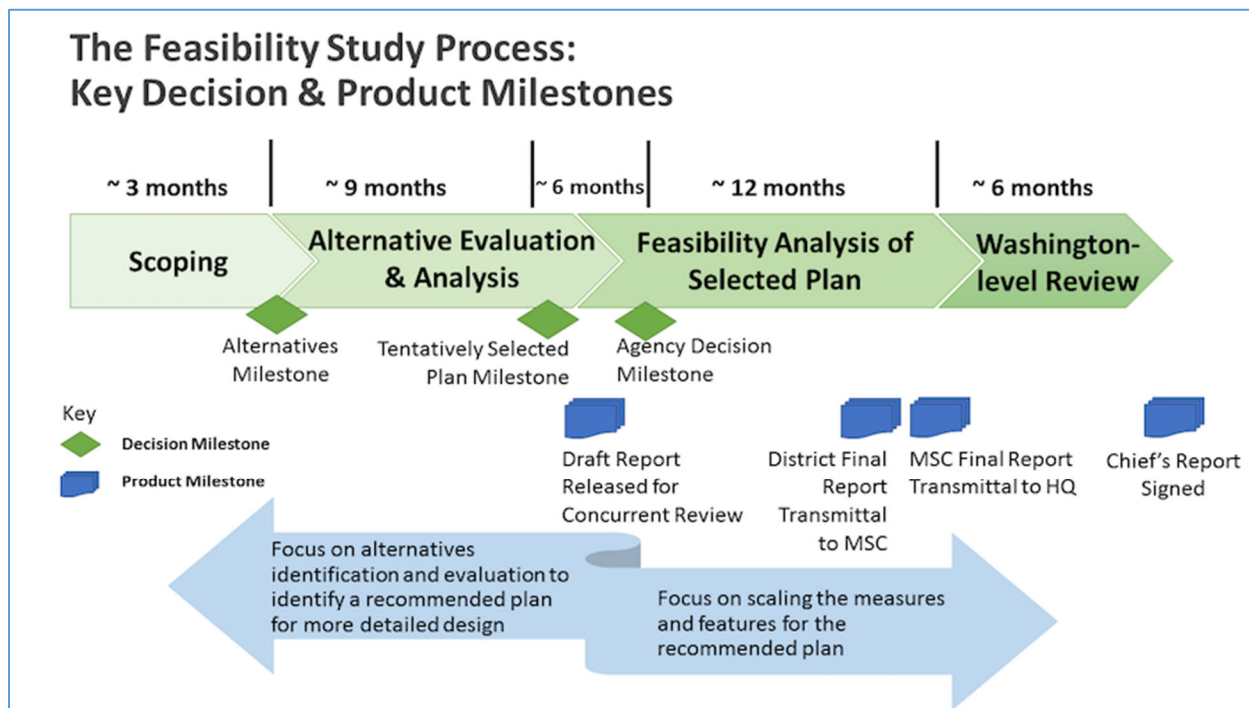 The Feasibility Study Process:
Key Decision & Product Milestones
~ 3 months
~ 9 months
~ 6 months
~ 12 months
~ 6 months
Scoping
Alternative Evaluation
& Analysis
Feasibility Analysis of
Selected Plan
Washington-
level Review
Alternatives
Milestone
Tentatively Selected
Plan Milestone
Agency Decision
Milestone
Key
Decision Milestone
Product Milestone
Draft Report
Released for
Concurrent Review
District Final
Report
Transmittal
to MSC
MSC Final Report
Transmittal to HQ
Chief's Report
Signed
Focus on alternatives
identification and evaluation to
identify a recommended plan
for more detailed design
Focus on scaling the measures
and features for the
recommended plan